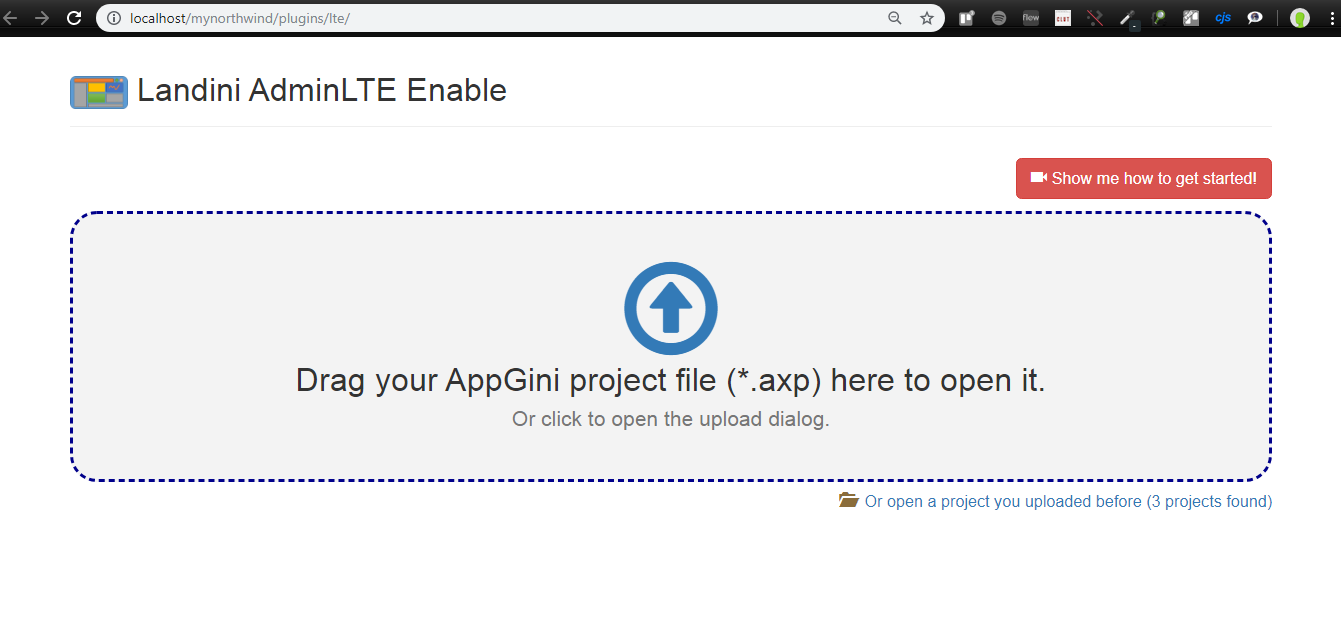 localhost/mynorthwind/plugins/lte/
flow
cjs
Landini AdminLTE Enable
Show me how to get started!
Drag your AppGini project file (*.axp) here to open it.
Or click to open the upload dialog.
Or open a project you uploaded before (3 projects found)